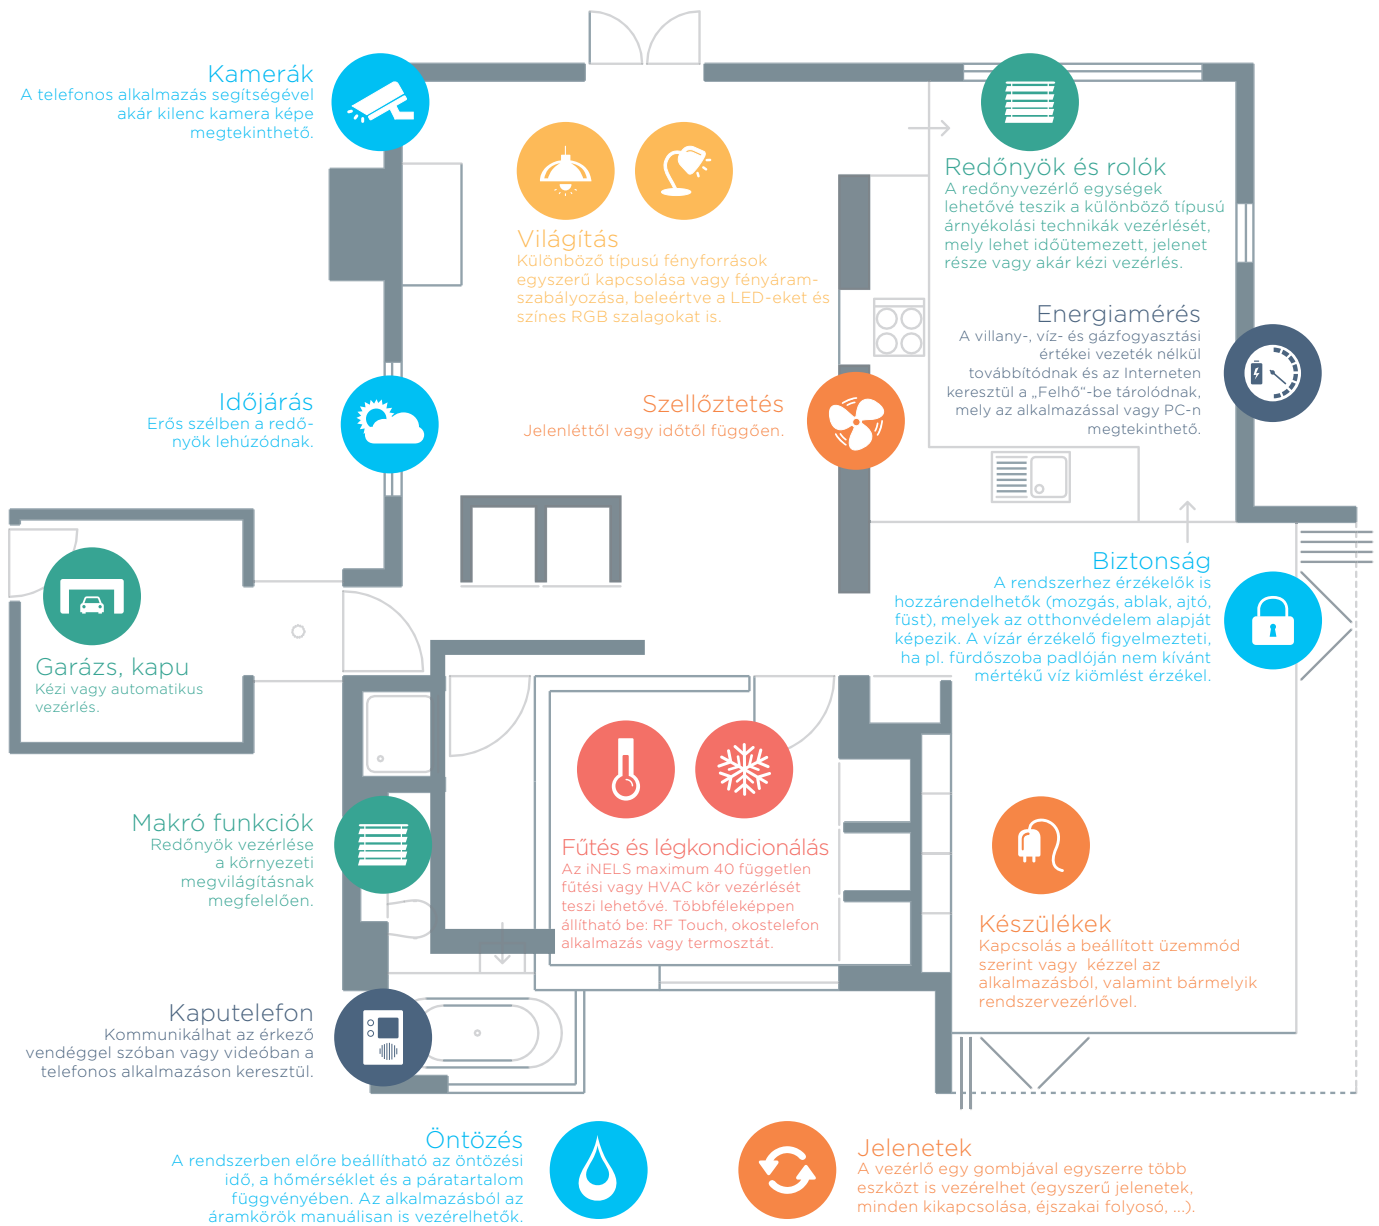 Kamerák
A telefonos alkalmazás segítségével
akár kilenc kamera képe
megtekinthető.
Világítás
Különböző típusú fényforrások
egyszerű kapcsolása vagy fényáram-
szabályozása, beleértve a LED-eket és
színes RGB szalagokat is.
Redőnyök és rolók
A redőnyvezérlő egységek
lehetővé teszik a különböző típusú
árnyékolási technikák vezérlését,
mely lehet időütemezett, jelenet
része vagy akár kézi vezérlés.
Energiamérés
A villany-, víz- és gázfogyasztási
értékei vezeték nélkül
továbbítódnak és az Interneten
keresztül a „Felhő“-be tárolódnak,
mely az alkalmazással vagy PC-n
megtekinthető.
Időjárás
Erős szélben a redő-
nyök lehúzódnak.
Szellőztetés
Jelenléttől vagy időtől függően.
Biztonság
A rendszerhez érzékelők is
hozzárendelhetők (mozgás, ablak, ajtó,
füst), melyek az otthonvédelem alapját
képezik. A vízár érzékelő figyelmezteti,
ha pl. fürdőszoba padlóján nem kívánt
mértékű víz kiömlést érzékel.
Garázs, kapu
Kézi vagy automatikus
vezérlés.
Makró funkciók
Redőnyök vezérlése
a környezeti
megvilágításnak
megfelelően.
Fűtés és légkondicionálás
Az iNELS maximum 40 független
fűtési vagy HVAC kör vezérlését
teszi lehetővé. Többféleképpen
állítható be: RF Touch, okostelefon
alkalmazás vagy termosztát.
Készülékek
Kapcsolás a beállított üzemmód
szerint vagy  kézzel az
alkalmazásból, valamint bármelyik
rendszervezérlővel.
Kaputelefon
Kommunikálhat az érkező
vendéggel szóban vagy videóban a
telefonos alkalmazáson keresztül.
Öntözés
A rendszerben előre beállítható az öntözési
idő, a hőmérséklet és a páratartalom
függvényében. Az alkalmazásból az
áramkörök manuálisan is vezérelhetők.
Jelenetek
A vezérlő egy gombjával egyszerre több
eszközt is vezérelhet (egyszerű jelenetek,
minden kikapcsolása, éjszakai folyosó, ...).